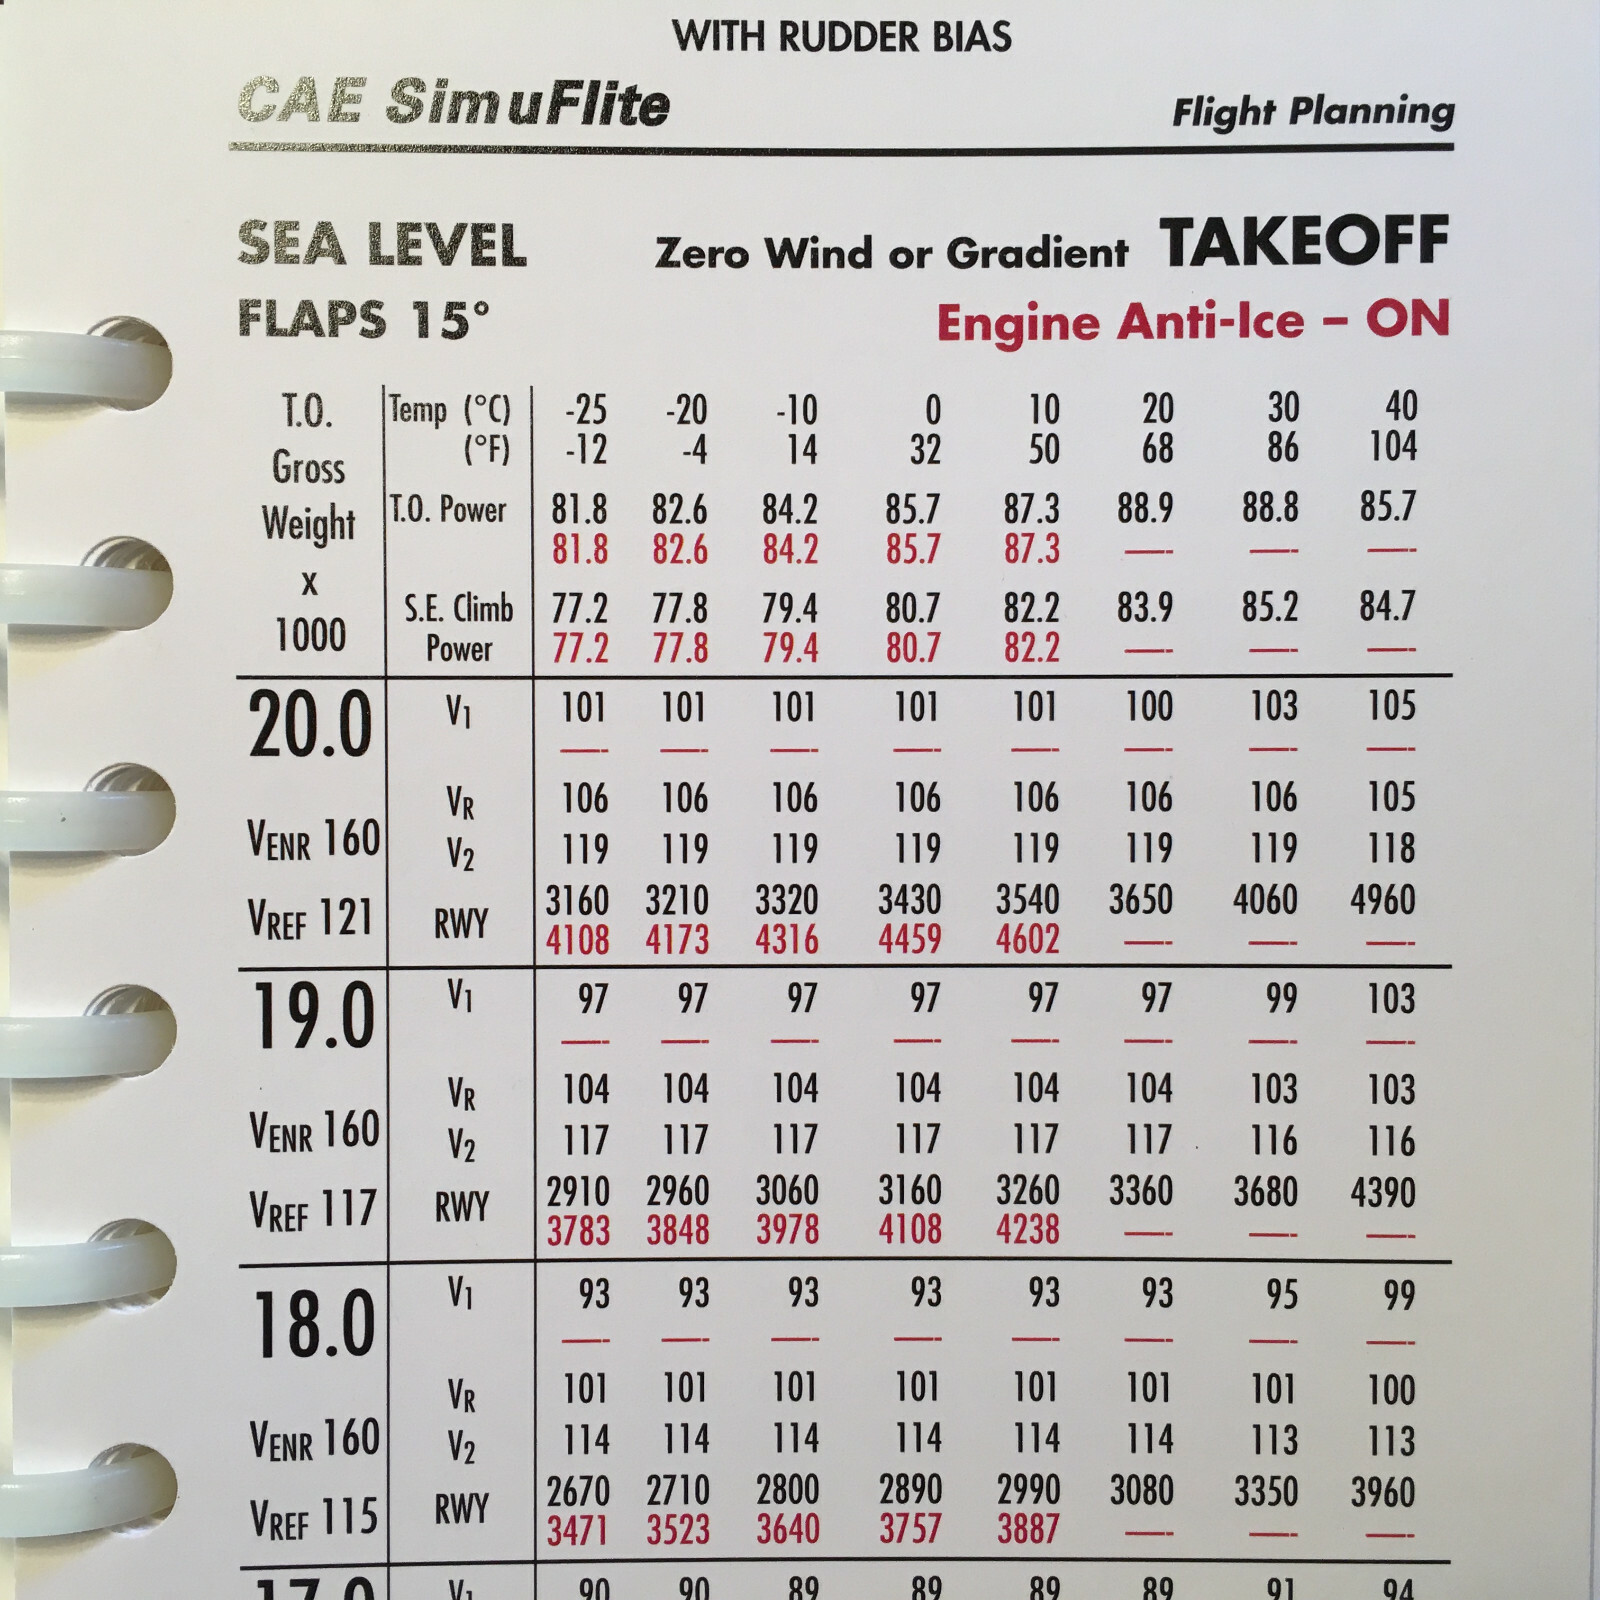 WITH RUDDER BIAS
CAE SimuFlite Flight Planning
SEA LEVEL Zero Wind or Gradient TAKEOFF
FLAPS 15° Engine Anti-Ice – ON
T.O. Temp (°C) -25 -20 -10 0 10 20 30 40
Gross (°F) -12 -4 14 32 50 68 86 104
Weight T.O. Power 81.8 82.6 84.2 85.7 87.3 88.9 88.8 85.7
81.8 82.6 84.2 85.7 87.3 —- —- —-
x S.E. Climb 77.2 77.8 79.4 80.7 82.2 83.9 85.2 84.7
1000 Power 77.2 77.8 79.4 80.7 82.2 —- —- —-
20.0 V1 101 101 101 101 101 100 103 105
—- —- —- —- —- —- —- —-
VR 106 106 106 106 106 106 106 105
VENR 160 V2 119 119 119 119 119 119 119 118
VREF 121 RWY 3160 3210 3320 3430 3540 3650 4060 4960
4108 4173 4316 4459 4602 —- —- —-
19.0 V1 97 97 97 97 97 97 99 103
—- —- —- —- —- —- —- —-
VR 104 104 104 104 104 104 103 103
VENR 160 V2 117 117 117 117 117 117 116 116
VREF 117 RWY 2910 2960 3060 3160 3260 3360 3680 4390
3783 3848 3978 4108 4238 —- —- —-
18.0 V1 93 93 93 93 93 93 95 99
—- —- —- —- —- —- —- —-
VR 101 101 101 101 101 101 101 100
VENR 160 V2 114 114 114 114 114 114 113 113
VREF 115 RWY 2670 2710 2800 2890 2990 3080 3350 3960
3471 3523 3640 3757 3887 —- —- —-
17.0 V1 90 90 89 89 89 89 91 94